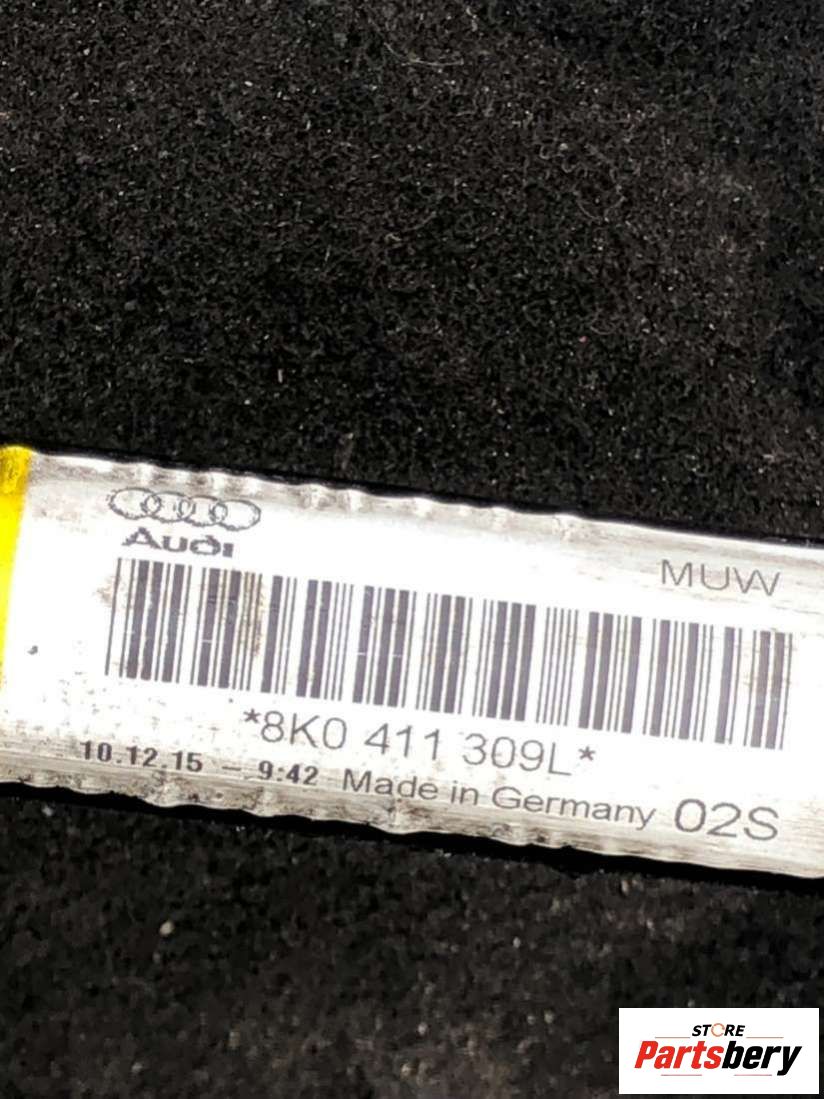 Audi
MUW
*8K0 411 309L*
10.12.15 - 9:42 Made in Germany 02S
STORE
Partsbery